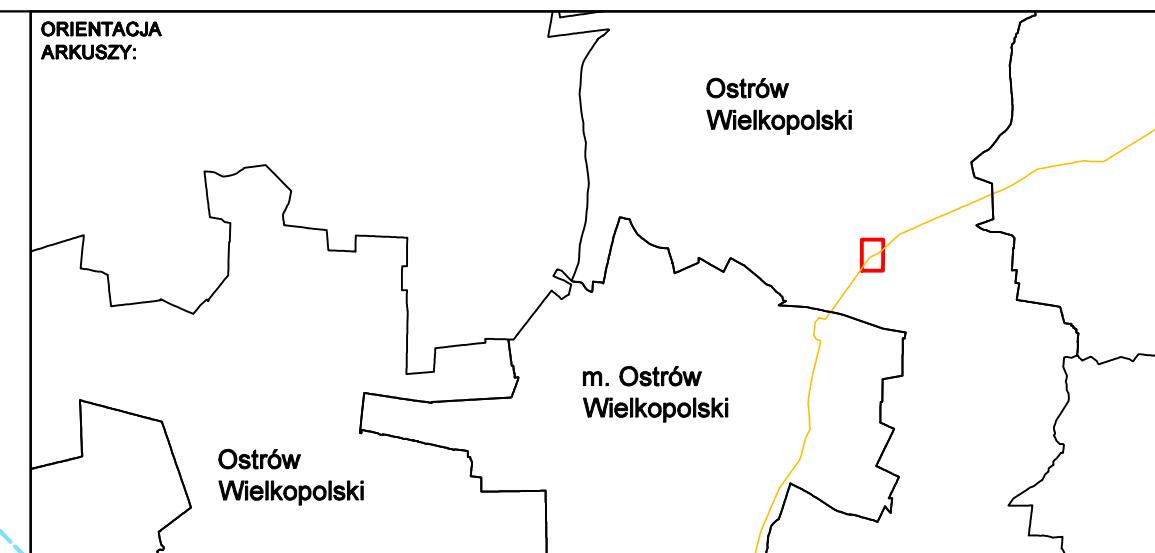 ORIENTACJA
ARKUSZY:
Ostrów
Wielkopolski
m. Ostrów
Wielkopolski
Ostrów
Wielkopolski